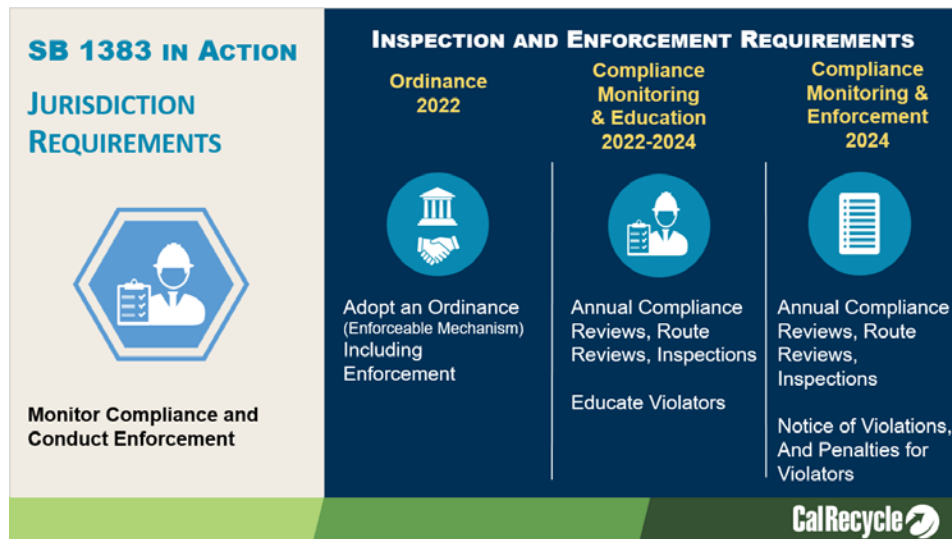 SB 1383 IN ACTION
JURISDICTION
REQUIREMENTS
Monitor Compliance and
Conduct Enforcement
INSPECTION AND ENFORCEMENT REQUIREMENTS
Ordinance
2022
Adopt an Ordinance
(Enforceable Mechanism)
Including
Enforcement
Compliance
Monitoring
& Education
2022-2024
Annual Compliance
Reviews, Route
Reviews, Inspections
Educate Violators
Compliance
Monitoring &
Enforcement
2024
Annual Compliance
Reviews, Route
Reviews,
Inspections
Notice of Violations,
And Penalties for
Violators
CalRecycle